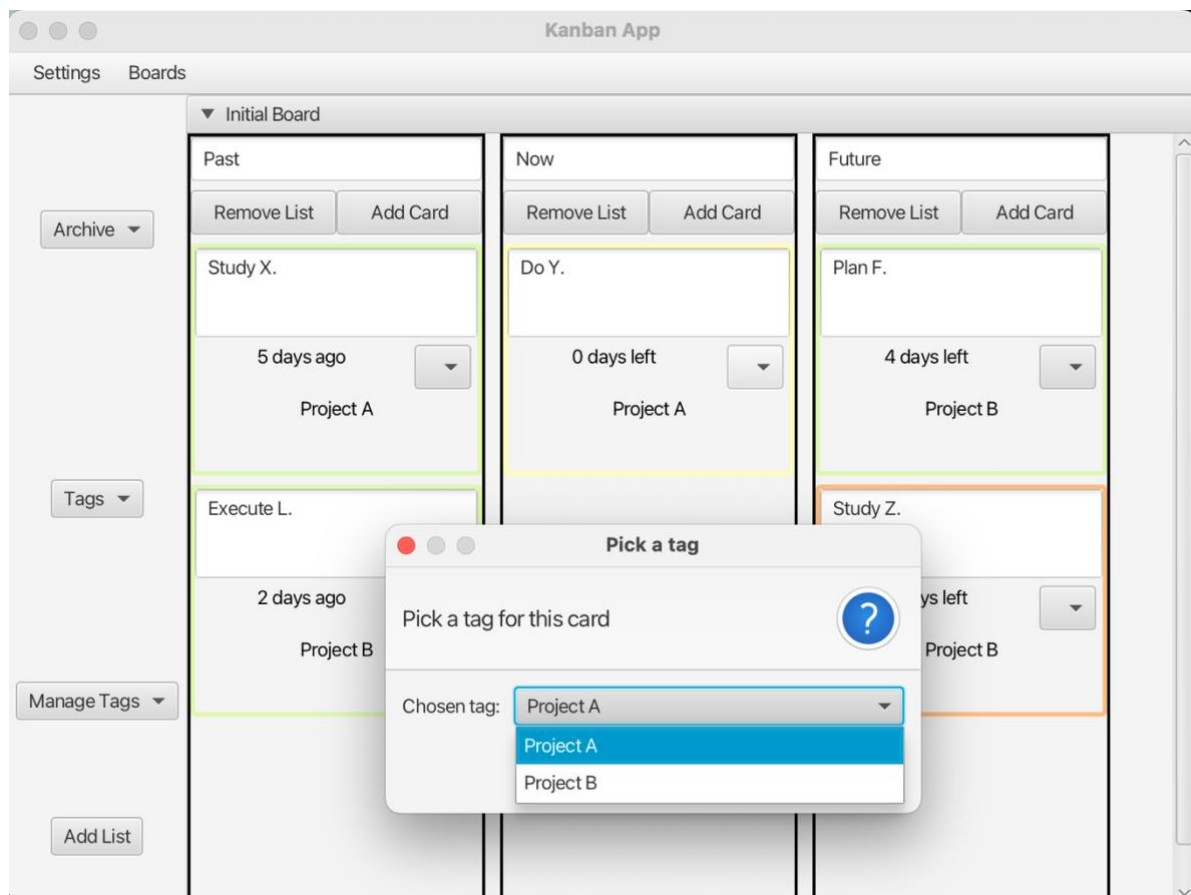 Kanban App
Settings Boards
Initial Board
Past
Now
Future
Remove List Add Card
Remove List Add Card
Remove List Add Card
Archive
Study X.
Do Y.
Plan F.
5 days ago
0 days left
4 days left
Project A
Project A
Project B
Tags
Execute L.
Study Z.
Pick a tag
2 days ago
left
Pick a tag for this card
?
Project B
Project B
Manage Tags
Chosen tag: Project A
Project A
Project B
Add List